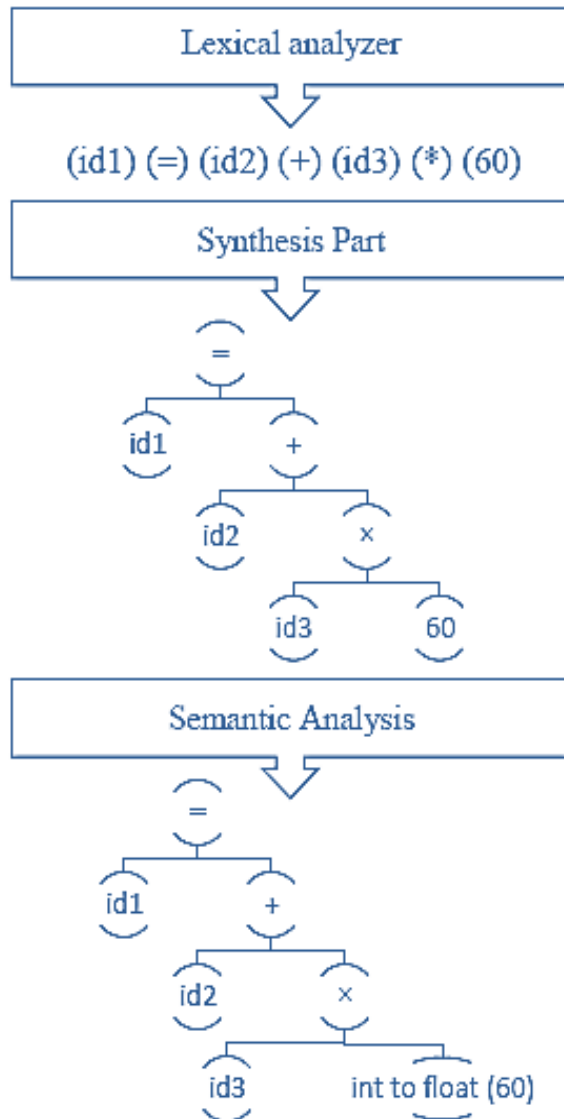 Lexical analyzer
(id1) (=) (id2) (+) (id3) (*) (60)
Synthesis Part
=
id1 +
id2 ×
id3 60
Semantic Analysis
=
id1 +
id2 ×
id3 int to float (60)